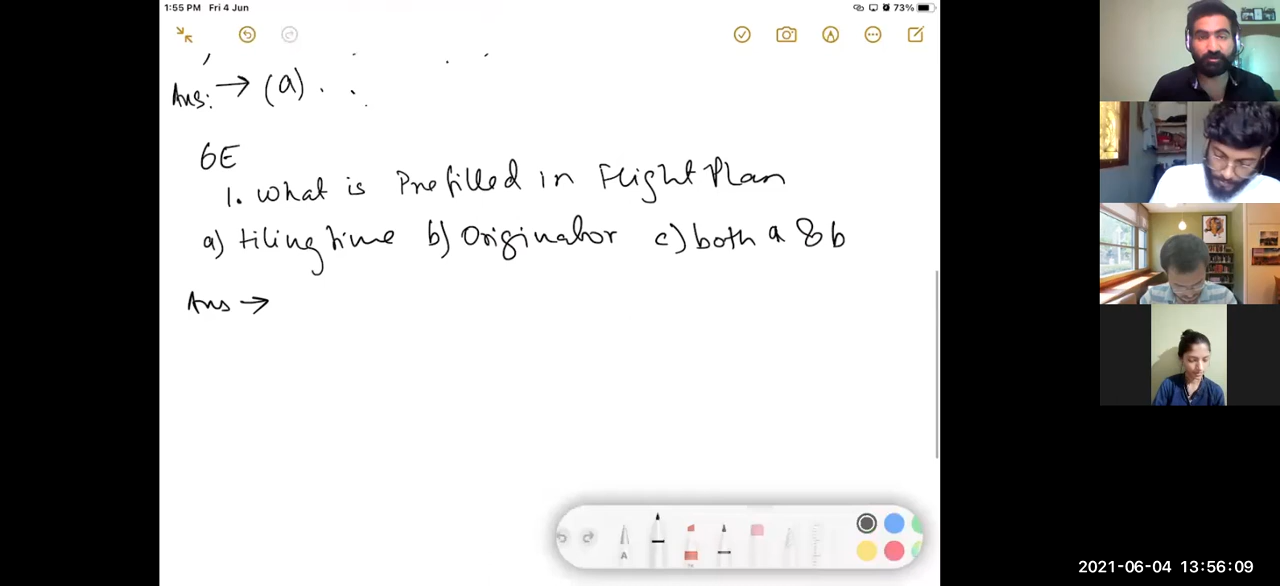 1:55 PM Fri 4 Jun
73%
Ans: → (a) . .
6E
1. What is Prefilled in Flight Plan
a) tiling time b) Originator c) both a & b
Ans →
A
2021-06-04 13:56:09